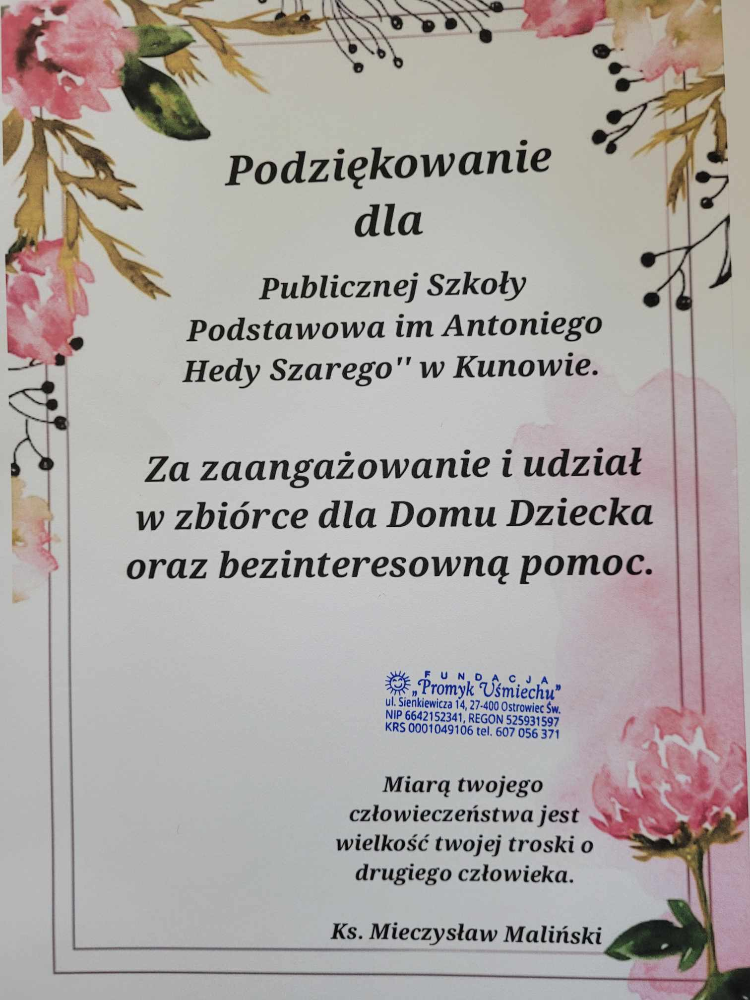 Podziękowanie
dla
Publicznej Szkoły
Podstawowa im Antoniego
Hedy Szarego'' w Kunowie.
Za zaangażowanie i udział
w zbiórce dla Domu Dziecka
oraz bezinteresowną pomoc.
FUNDACJA
„Promyk Uśmiechu”
ul. Sienkiewicza 14, 27-400 Ostrowiec Św.
NIP 6642152341, REGON 525931597
KRS 0001049106 tel. 607 056 371
Miarą twojego
człowieczeństwa jest
wielkość twojej troski o
drugiego człowieka.
Ks. Mieczysław Maliński